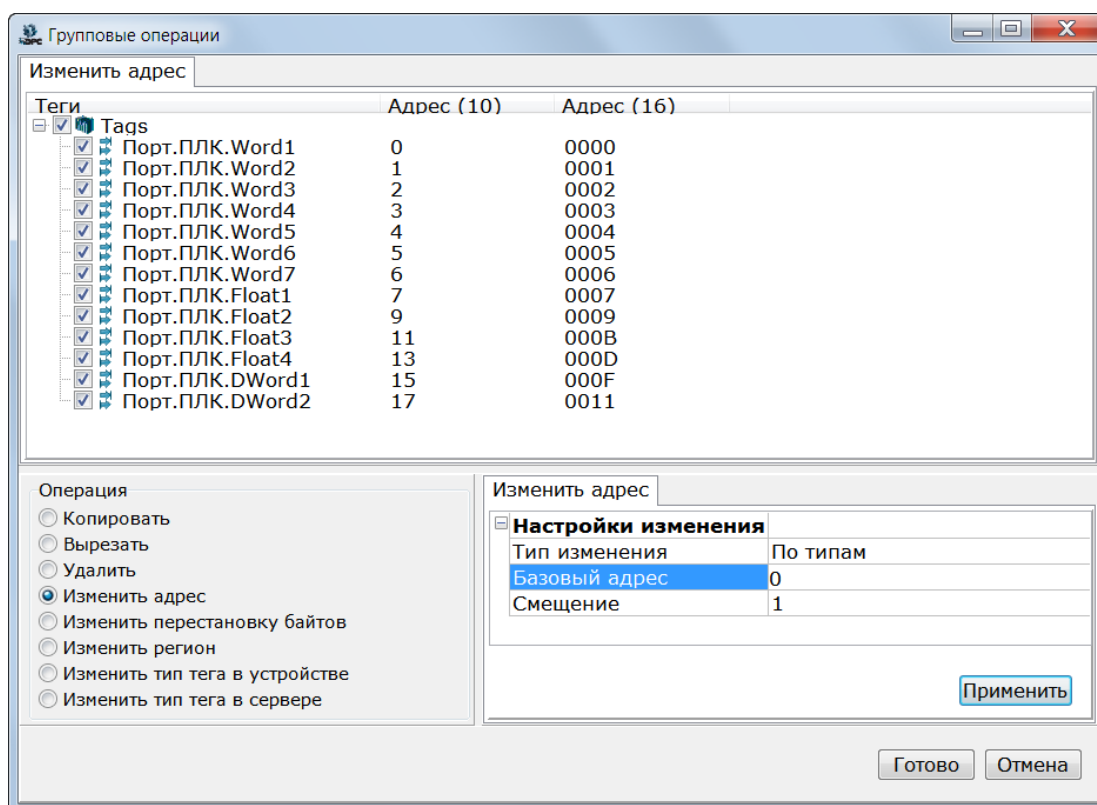 Групповые операции
Изменить адрес
Теги Адрес (10) Адрес (16)
Tags
Порт.ПЛК.Word1 0 0000
Порт.ПЛК.Word2 1 0001
Порт.ПЛК.Word3 2 0002
Порт.ПЛК.Word4 3 0003
Порт.ПЛК.Word5 4 0004
Порт.ПЛК.Word6 5 0005
Порт.ПЛК.Word7 6 0006
Порт.ПЛК.Float1 7 0007
Порт.ПЛК.Float2 9 0009
Порт.ПЛК.Float3 11 000B
Порт.ПЛК.Float4 13 000D
Порт.ПЛК.DWord1 15 000F
Порт.ПЛК.DWord2 17 0011
Операция
Копировать
Вырезать
Удалить
Изменить адрес
Изменить перестановку байтов
Изменить регион
Изменить тип тега в устройстве
Изменить тип тега в сервере
Изменить адрес
Настройки изменения
Тип изменения По типам
Базовый адрес 0
Смещение 1
Применить
Готово Отмена